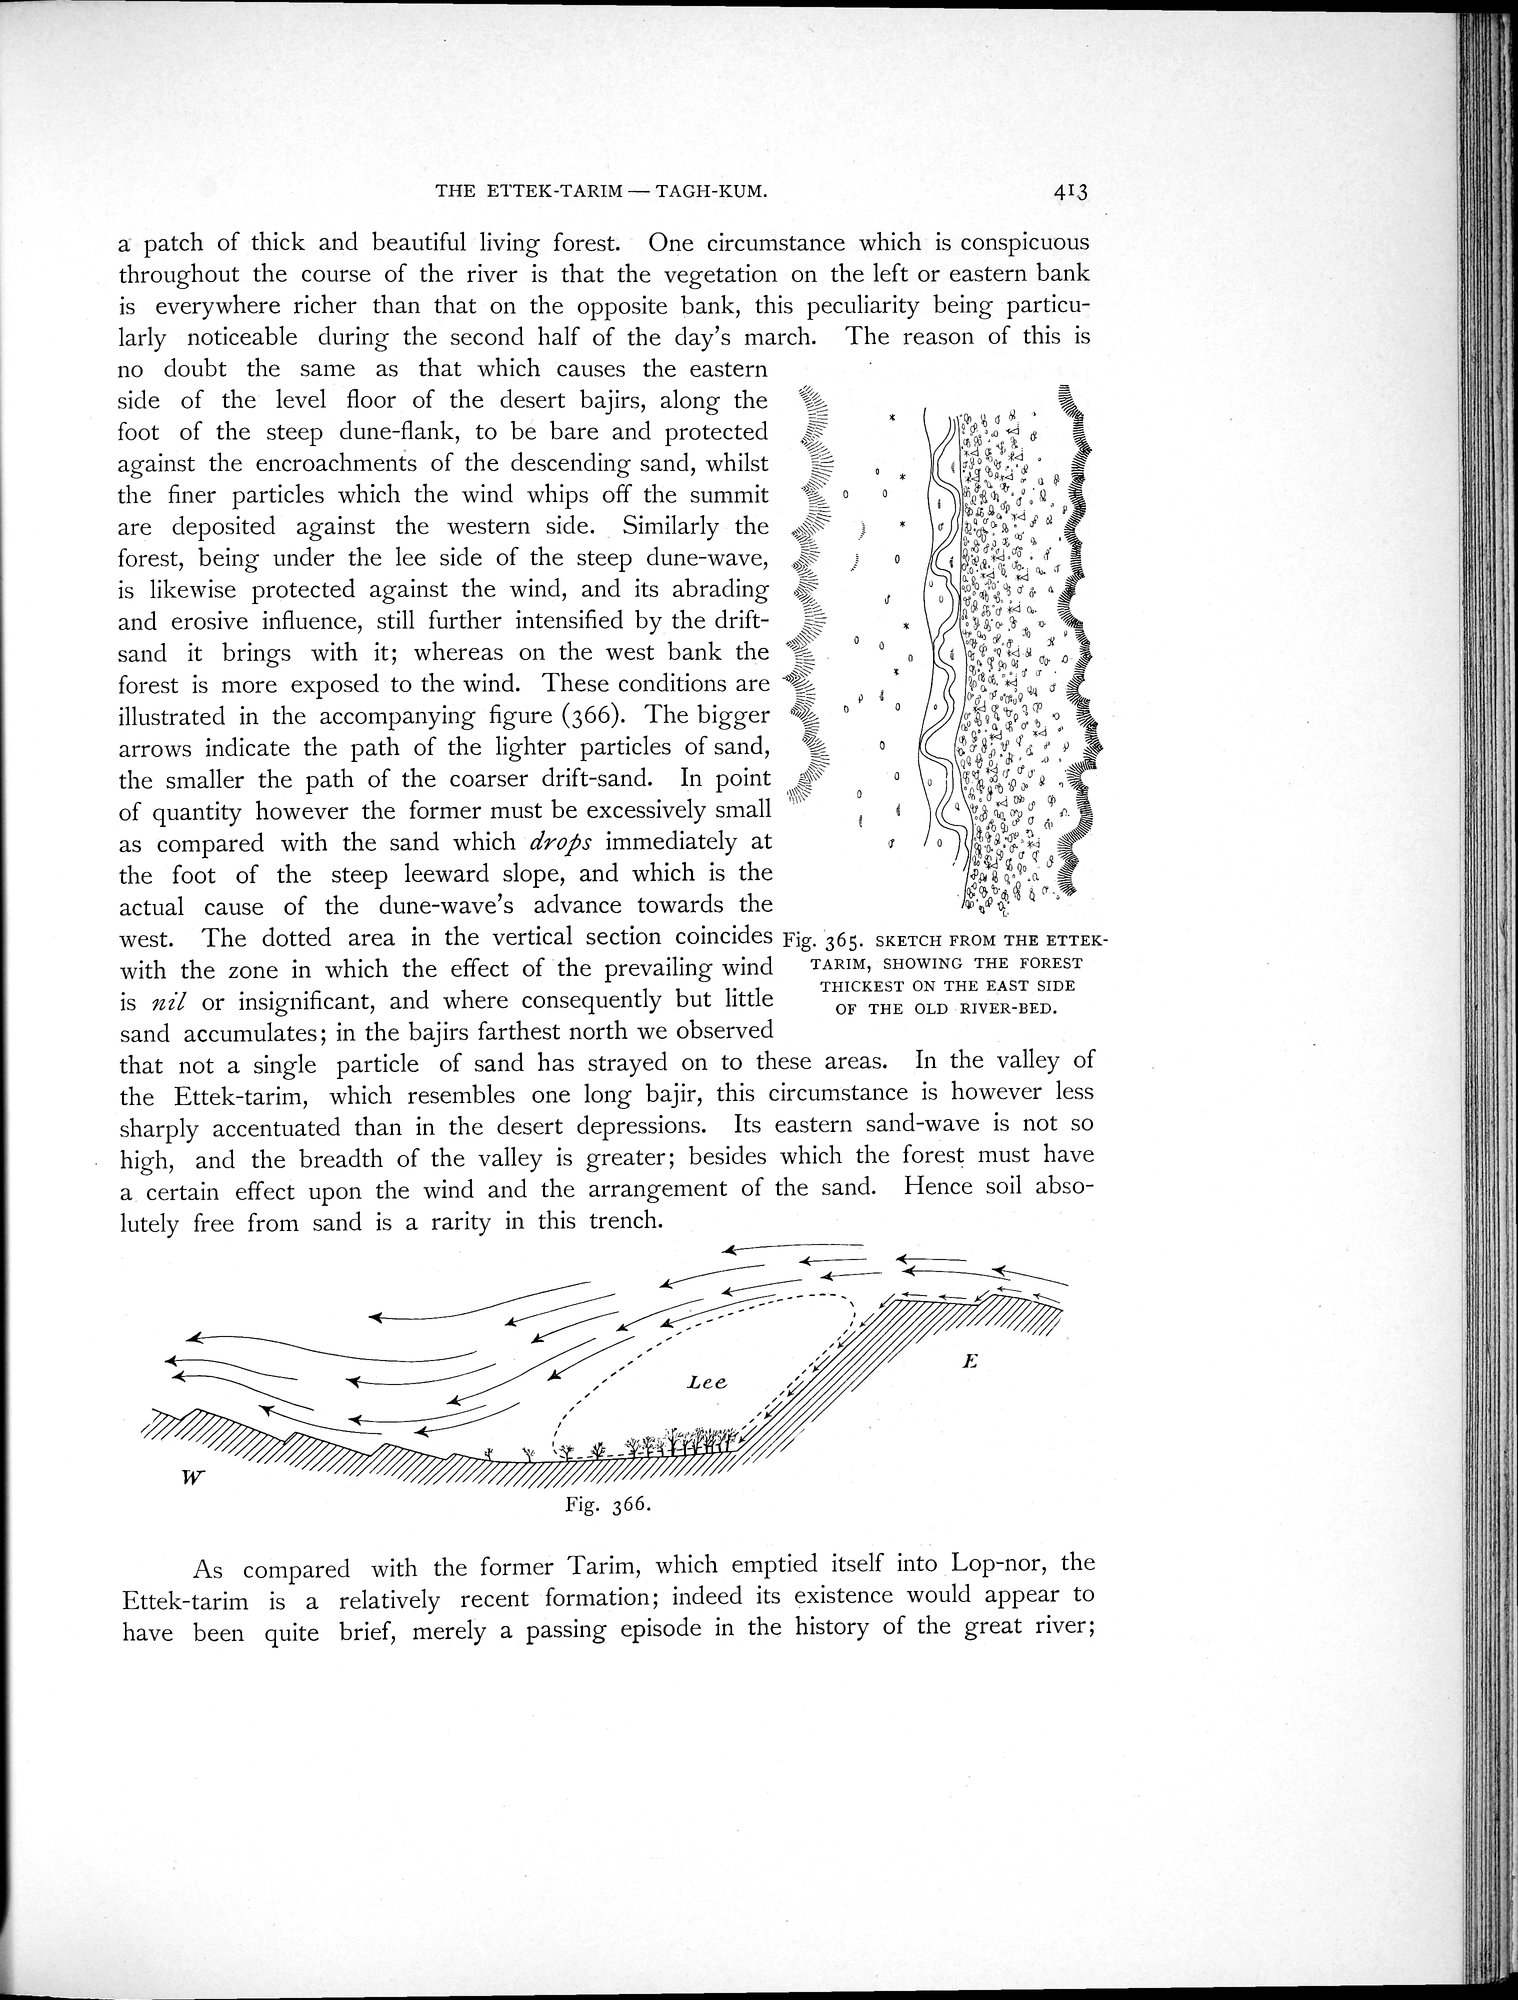 THE ETTEK-TARIM — TAGH-KUM. 413
a patch of thick and beautiful living forest. One circumstance which is conspicuous
throughout the course of the river is that the vegetation on the left or eastern bank
is everywhere richer than that on the opposite bank, this peculiarity being particu-
larly noticeable during the second half of the day's march. The reason of this is
no doubt the same as that which causes the eastern
side of the level floor of the desert bajirs, along the
foot of the steep dune-flank, to be bare and protected
against the encroachments of the descending sand, whilst
the finer particles which the wind whips off the summit
are deposited against the western side. Similarly the
forest, being under the lee side of the steep dune-wave,
is likewise protected against the wind, and its abrading
and erosive influence, still further intensified by the drift-
sand it brings with it; whereas on the west bank the
forest is more exposed to the wind. These conditions are
illustrated in the accompanying figure (366). The bigger
arrows indicate the path of the lighter particles of sand,
the smaller the path of the coarser drift-sand. In point
of quantity however the former must be excessively small
as compared with the sand which drops immediately at
the foot of the steep leeward slope, and which is the
actual cause of the dune-wave's advance towards the
west. The dotted area in the vertical section coincides
with the zone in which the effect of the prevailing wind
is nil or insignificant, and where consequently but little
sand accumulates; in the bajirs farthest north we observed
Fig. 365. SKETCH FROM THE ETTEK-
TARIM, SHOWING THE FOREST
THICKEST ON THE EAST SIDE
OF THE OLD RIVER-BED.
that not a single particle of sand has strayed on to these areas. In the valley of
the Ettek-tarim, which resembles one long bajir, this circumstance is however less
sharply accentuated than in the desert depressions. Its eastern sand-wave is not so
high, and the breadth of the valley is greater; besides which the forest must have
a certain effect upon the wind and the arrangement of the sand. Hence soil abso-
lutely free from sand is a rarity in this trench.
E
Lee
W
Fig. 366.
As compared with the former Tarim, which emptied itself into Lop-nor, the
Ettek-tarim is a relatively recent formation; indeed its existence would appear to
have been quite brief, merely a passing episode in the history of the great river;